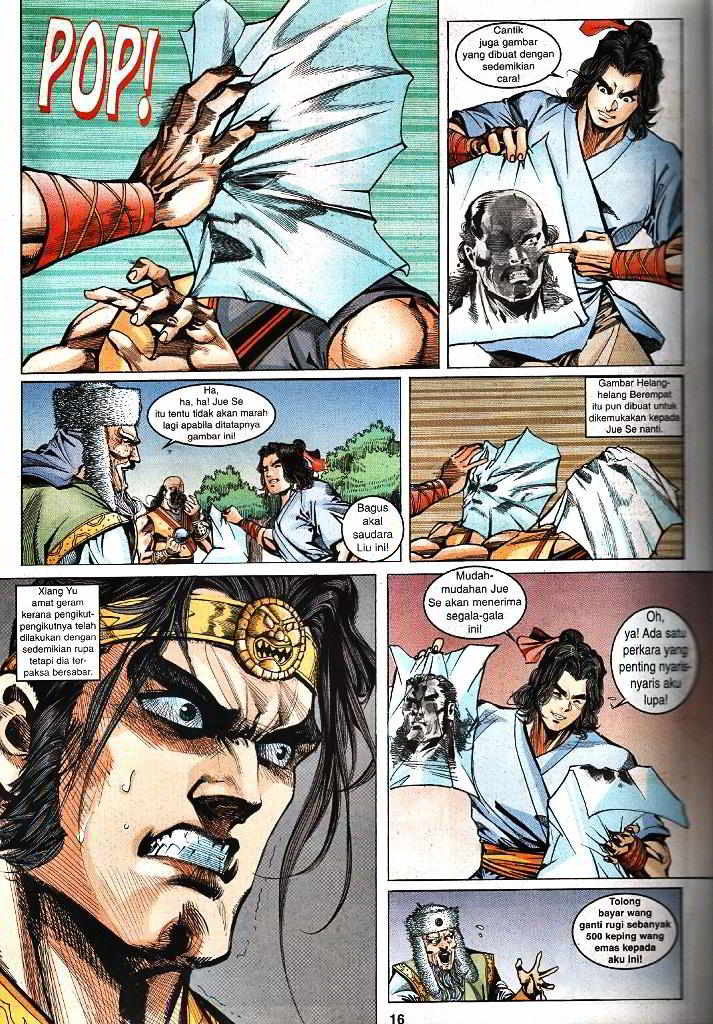 POP!
Cantik
juga gambar
yang dibuat dengan
sedemikian
cara!
Ha,
ha, ha! Jue Se
itu tentu tidak akan marah
lagi apabila ditatapnya
gambar ini!
Bagus
akal
saudara
Liu ini!
Gambar Helang-
helang Berempat
itu pun dibuat untuk
dikemukakan kepada
Jue Se nanti.
Xiang Yu
amat geram
kerana pengikut-
pengikutnya telah
dilakukan dengan
sedemikian rupa
tetapi dia ter-
paksa bersabar.
Mudah-
mudahan Jue
Se akan menerima
segala-gala
ini!
Oh,
ya! Ada satu
perkara yang
penting nyaris-
nyaris aku
lupa!
Tolong
bayar wang
ganti rugi sebanyak
500 keping wang
emas kepada
aku ini!
16